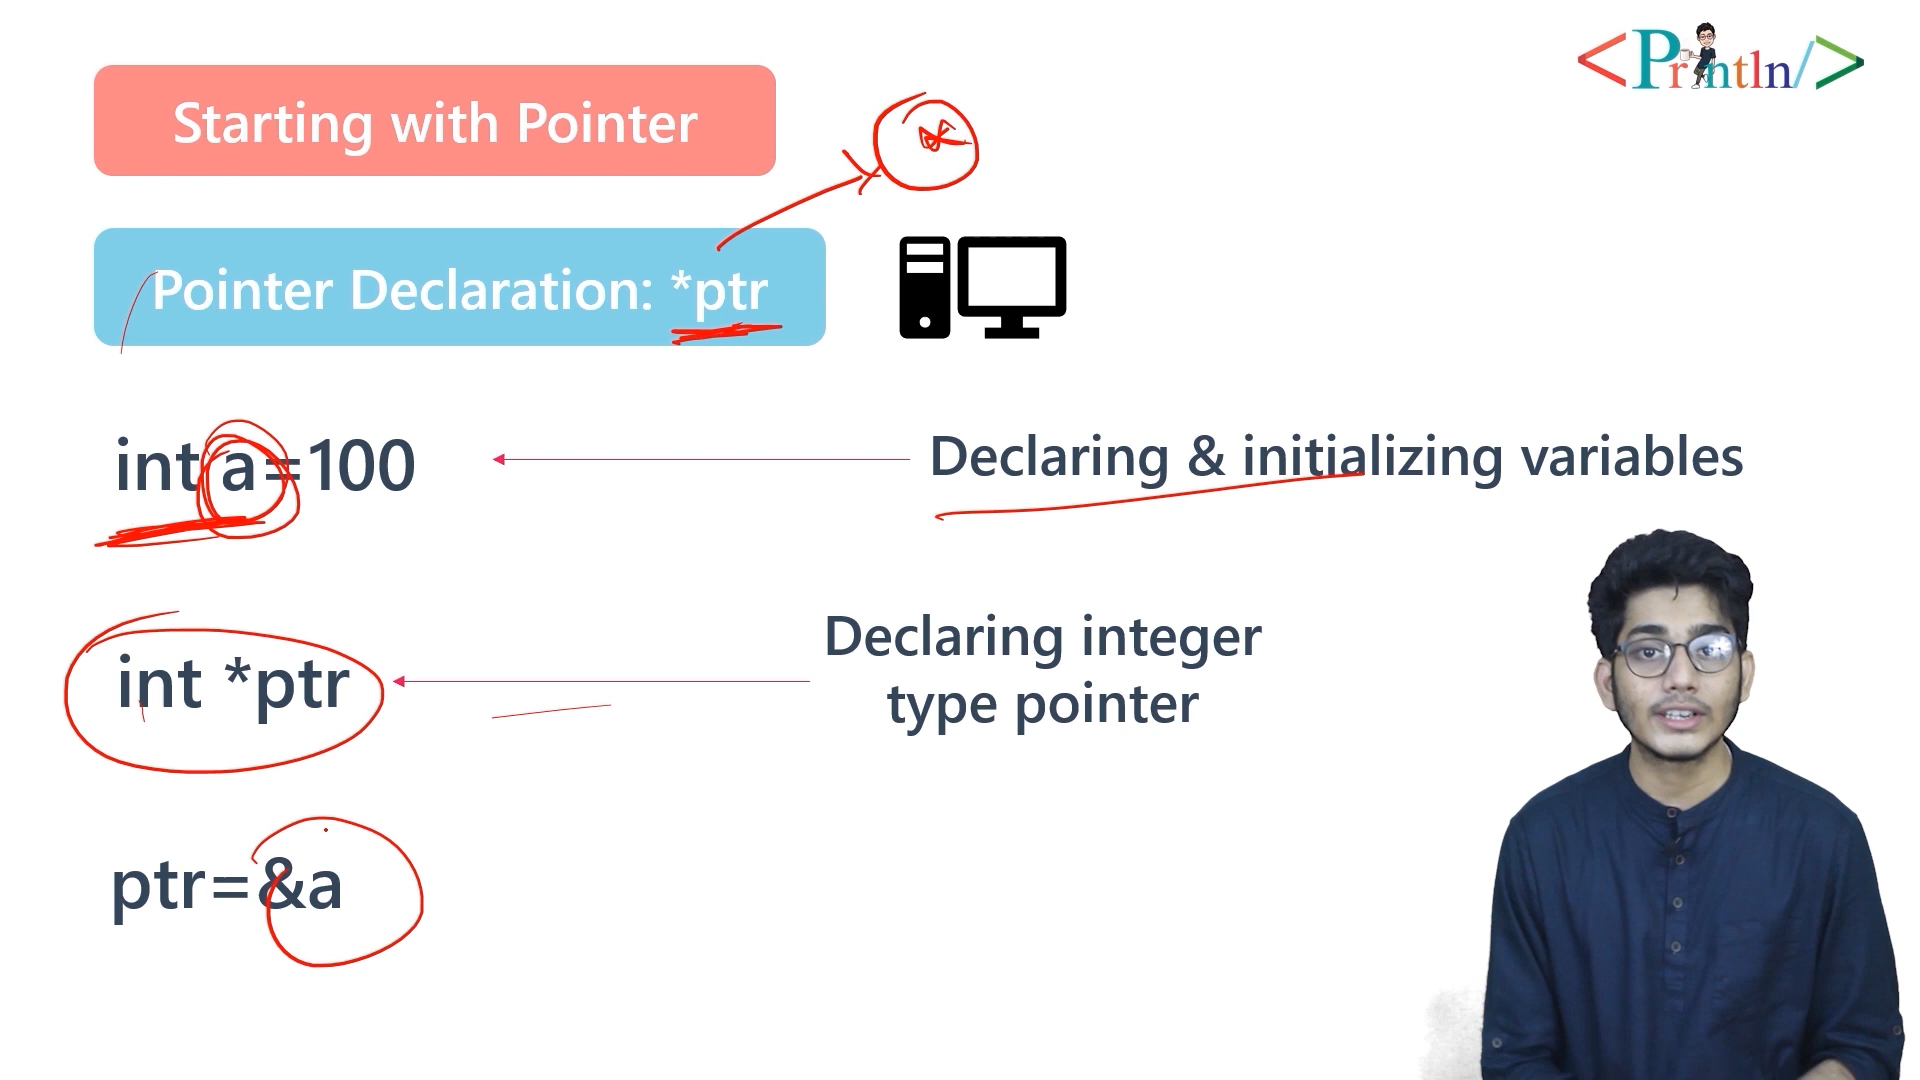 <Println/>
Starting with Pointer
*
Pointer Declaration: *ptr
int a=100
Declaring & initializing variables
int *ptr
Declaring integer
type pointer
ptr=&a